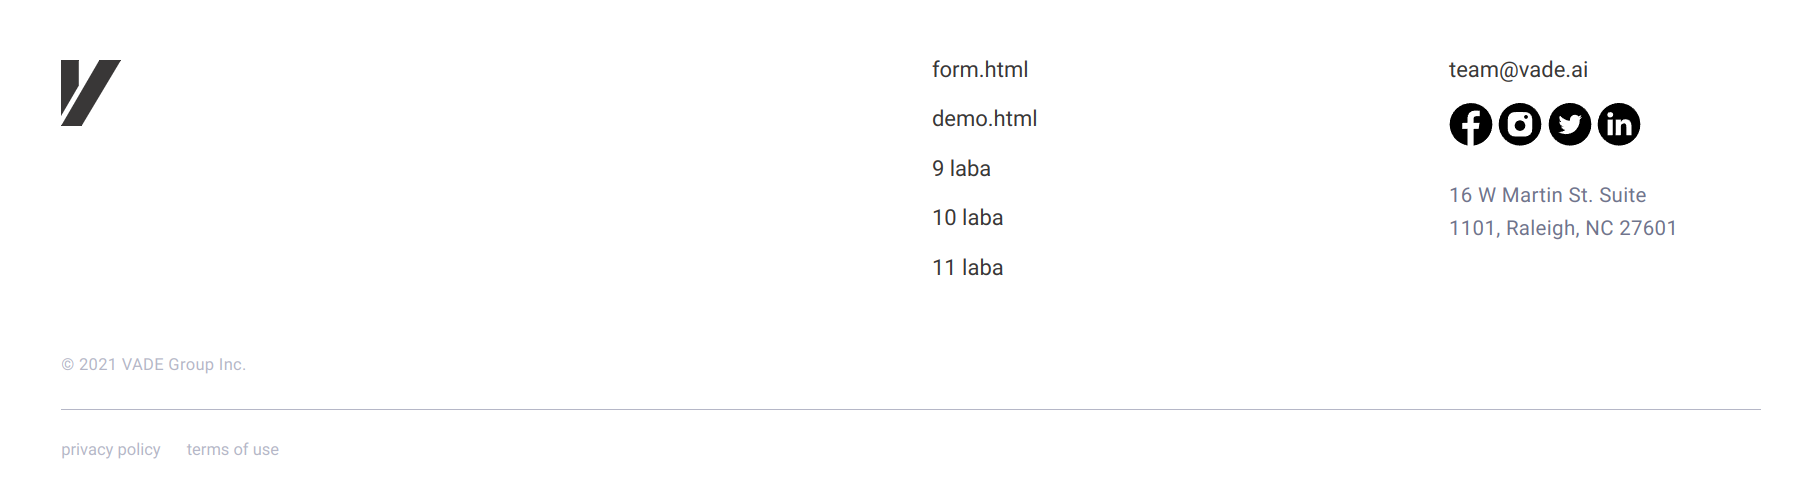 form.html
demo.html
9 laba
10 laba
11 laba
team@vade.ai
16 W Martin St. Suite
1101, Raleigh, NC 27601
© 2021 VADE Group Inc.
privacy policy
terms of use